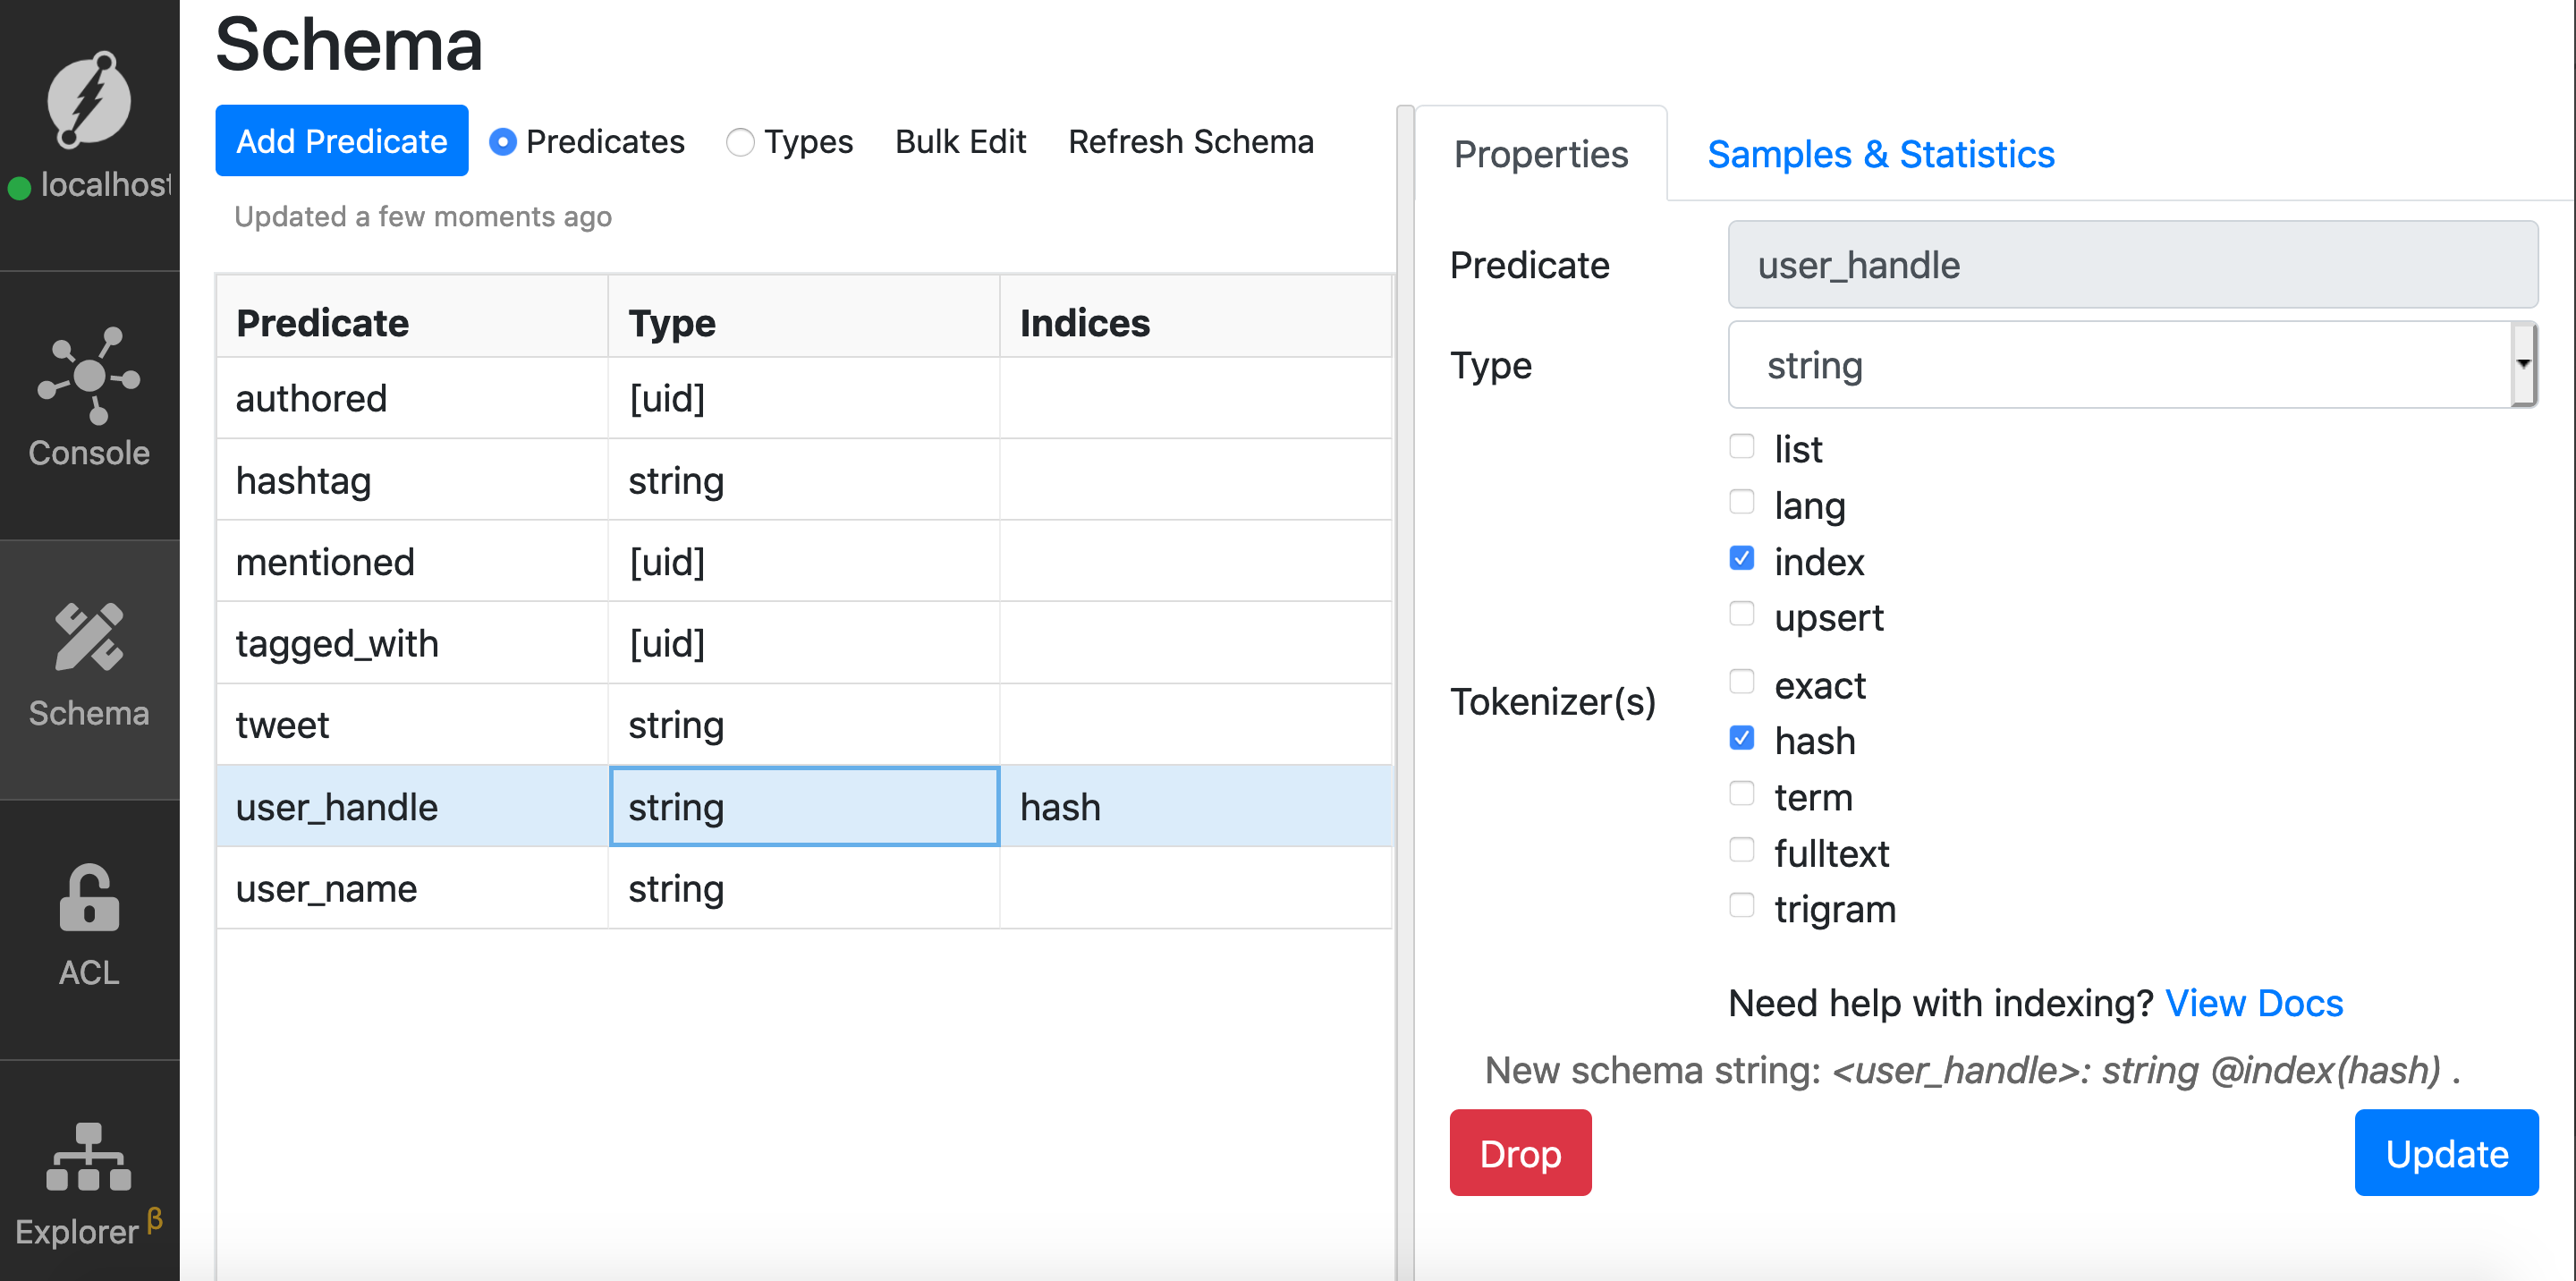 localhost
Console
Schema
ACL
Explorer β
Schema
Add Predicate Predicates Types Bulk Edit Refresh Schema
Updated a few moments ago
Predicate Type Indices
authored [uid]
hashtag string
mentioned [uid]
tagged_with [uid]
tweet string
user_handle string hash
user_name string
Properties Samples & Statistics
Predicate user_handle
Type string
list
lang
index
upsert
Tokenizer(s)
exact
hash
term
fulltext
trigram
Need help with indexing? View Docs
New schema string: <user_handle>: string @index(hash) .
Drop Update